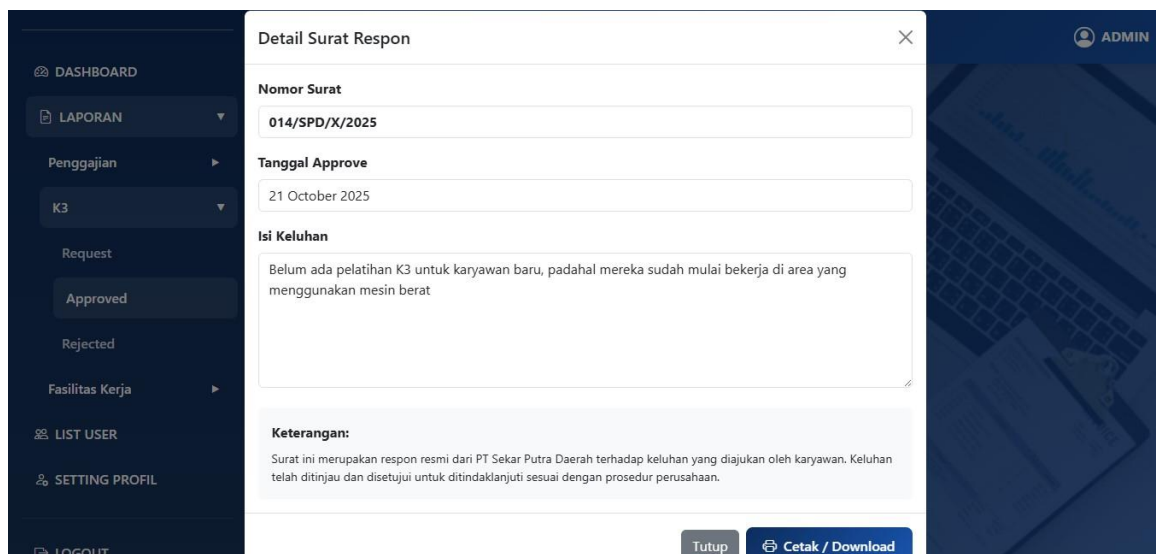 Detail Surat Respon
ADMIN
DASHBOARD
LAPORAN
Penggajian
K3
Request
Approved
Rejected
Fasilitas Kerja
LIST USER
SETTING PROFIL
LOGOUT
Nomor Surat
014/SPD/X/2025
Tanggal Approve
21 October 2025
Isi Keluhan
Belum ada pelatihan K3 untuk karyawan baru, padahal mereka sudah mulai bekerja di area yang
menggunakan mesin berat
Keterangan:
Surat ini merupakan respon resmi dari PT Sekar Putra Daerah terhadap keluhan yang diajukan oleh karyawan. Keluhan
telah ditinjau dan disetujui untuk ditindaklanjuti sesuai dengan prosedur perusahaan.
Tutup
Cetak / Download